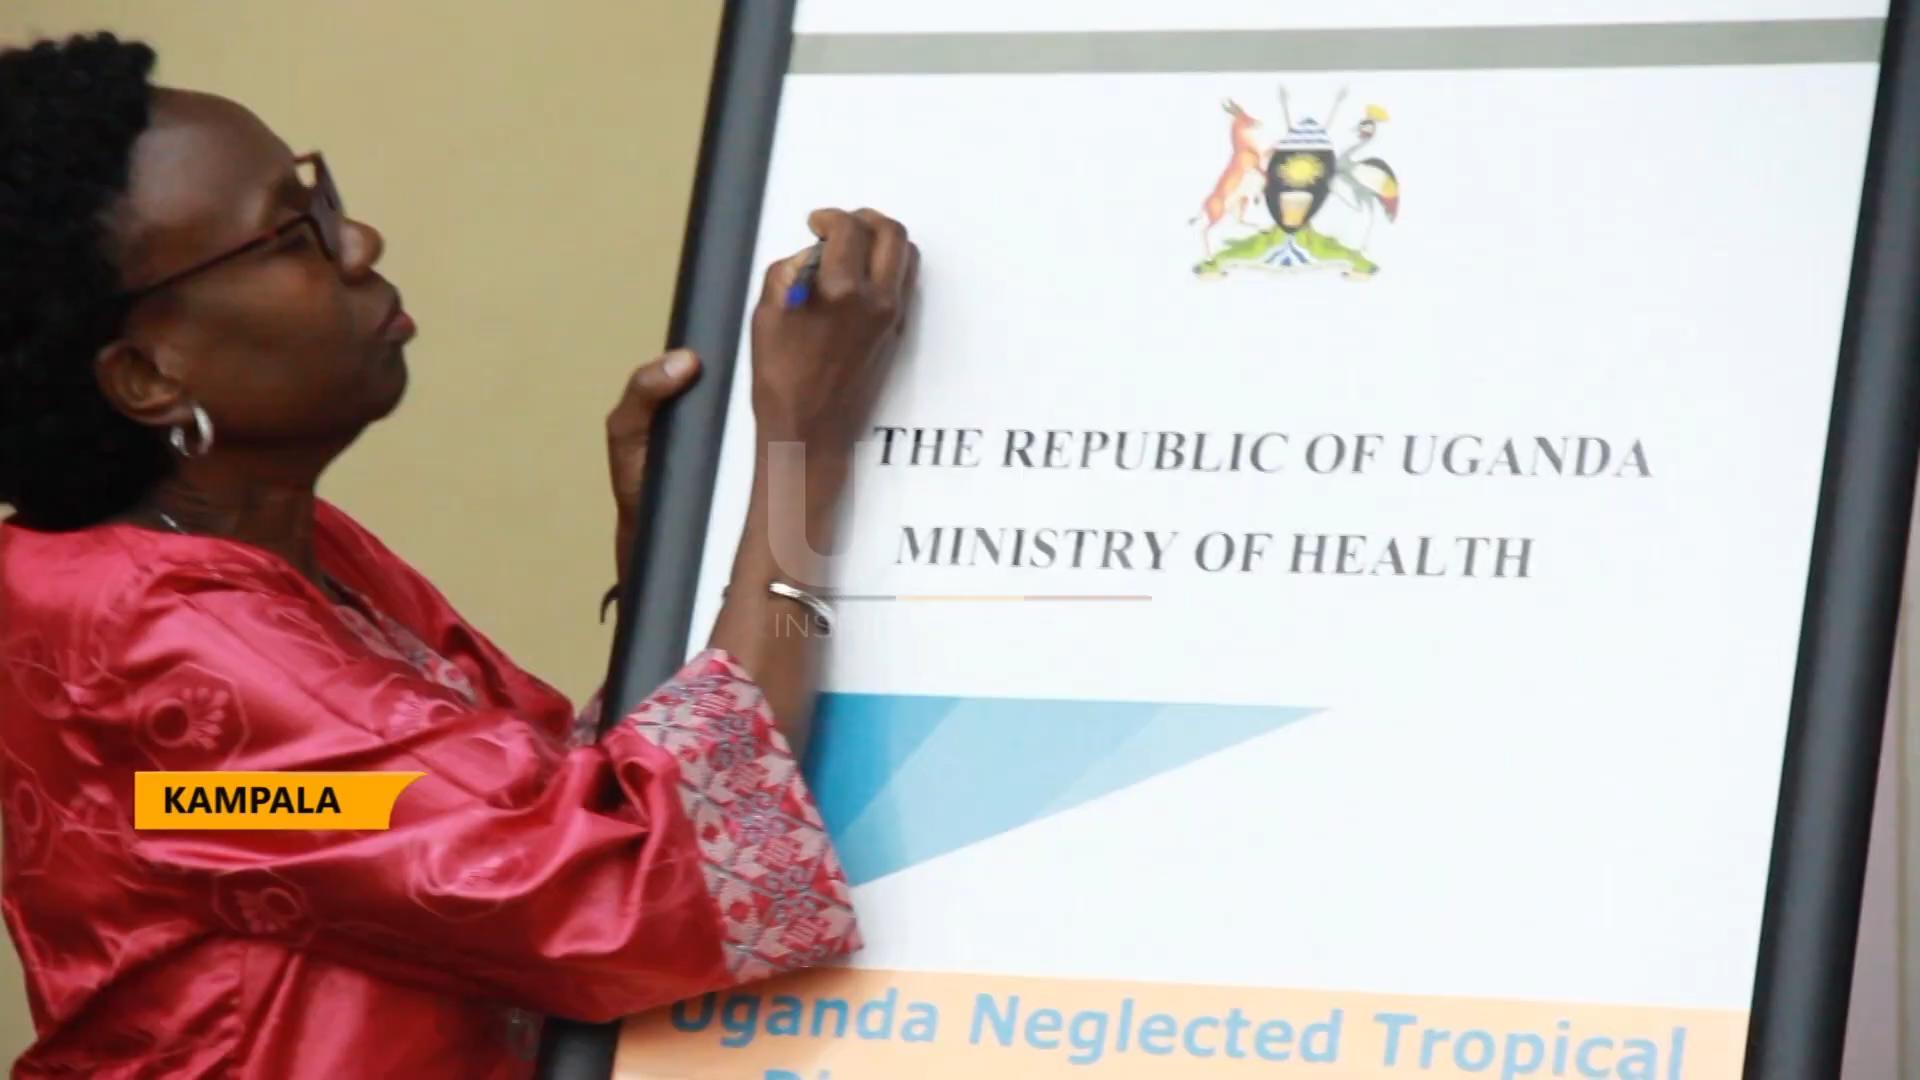 THE REPUBLIC OF UGANDA
MINISTRY OF HEALTH
U
KAMPALA
Uganda Neglected Tropical